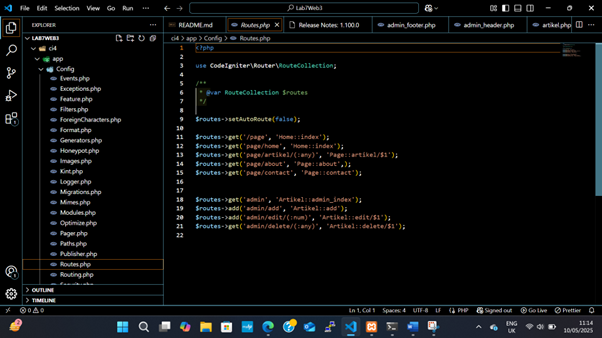 File Edit Selection View Go Run ... Lab7Web3
EXPLORER ... README.md Routes.php Release Notes: 1.100.0 admin_footer.php admin_header.php artikel.php
LAB7WEB3
ci4 > app > Config > Routes.php
ci4
app
Config
Events.php
Exceptions.php
Feature.php
Filters.php
ForeignCharacters.php
Format.php
Generators.php
Honeypot.php
Images.php
Kint.php
Logger.php
Migrations.php
Mimes.php
Modules.php
Optimize.php
Pager.php
Paths.php
Publisher.php
Routes.php
Routing.php
OUTLINE
TIMELINE
1 <?php
2
3 use CodeIgniter\Router\RouteCollection;
4
5 /**
6 * @var RouteCollection $routes
7 */
8
9 $routes->setAutoRoute(false);
10
11 $routes->get('/page', 'Home::index');
12 $routes->get('page/home', 'Home::index');
13 $routes->get('page/artikel/(:any)', 'Page::artikel/$1');
14 $routes->get('page/about', 'Page::about',);
15 $routes->get('page/contact', 'Page::contact');
16
17
18 $routes->get('admin', 'Artikel::admin_index');
19 $routes->add('admin/add', 'Artikel::add');
20 $routes->add('admin/edit/(:num)', 'Artikel::edit/$1');
21 $routes->get('admin/delete/(:any)', 'Artikel::delete/$1');
22
0 0 Ln 1, Col 1 Spaces: 4 UTF-8 LF PHP Signed out Go Live Prettier
ENG
UK
11:14
10/05/2025